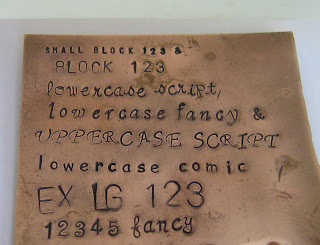 SMALL BLOCK 123 &
BLOCK 123
lowercase script,
lowercase fancy &
UPPERCASE SCRIPT
lowercase comic
EX LG 123
12345 fancy